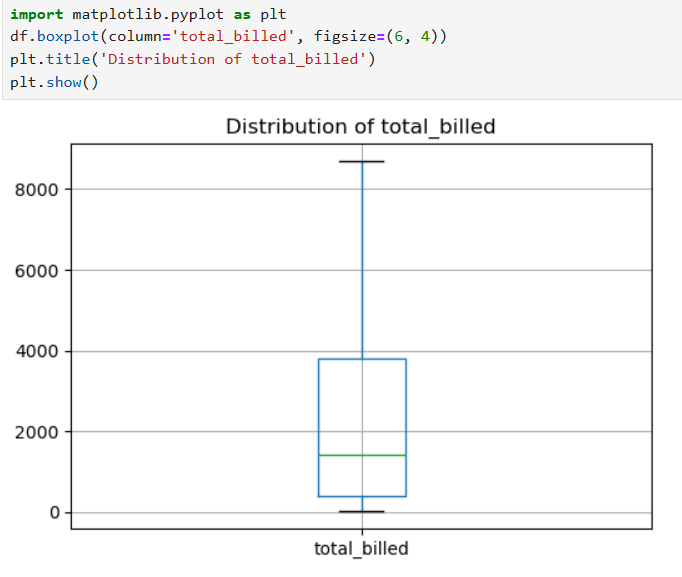 import matplotlib.pyplot as plt
df.boxplot(column='total_billed', figsize=(6, 4))
plt.title('Distribution of total_billed')
plt.show()
Distribution of total_billed
8000
6000
4000
2000
0
total_billed